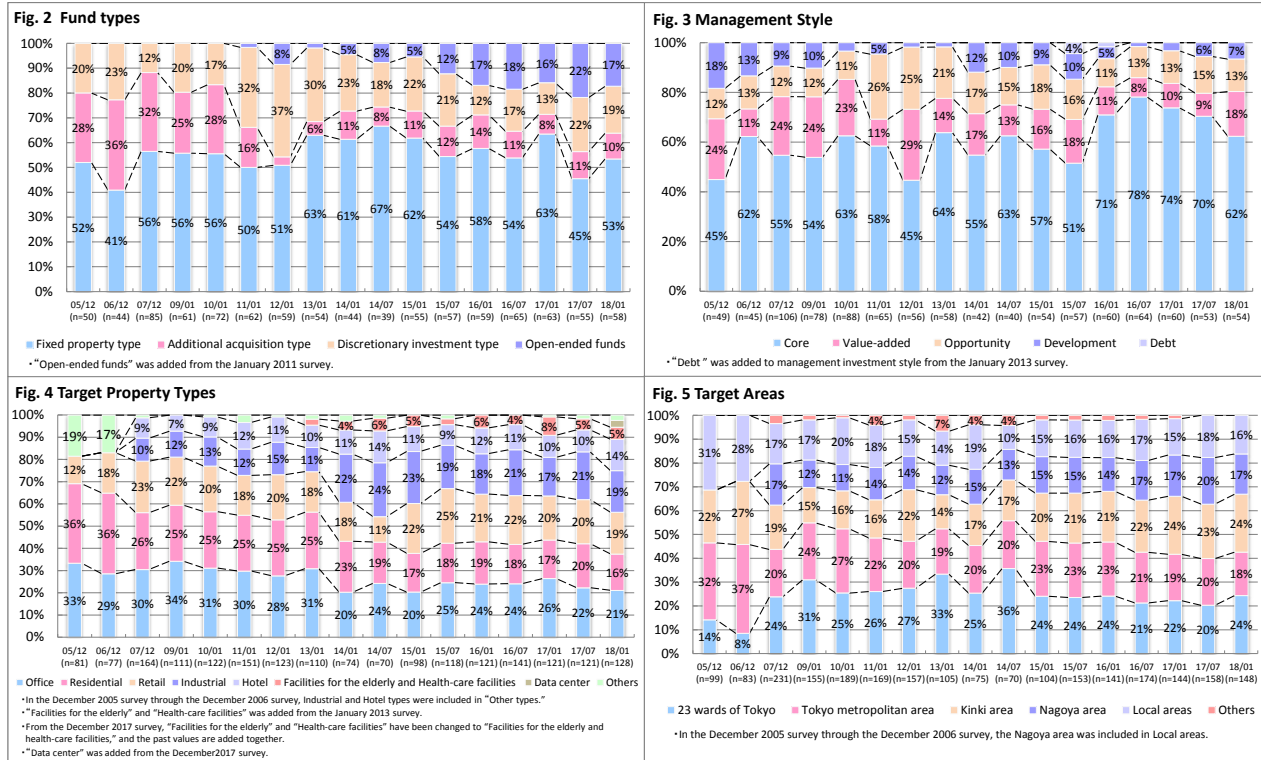 Fig. 2 Fund types
100%
90%
80%
70%
60%
50%
40%
30%
20%
10%
0%
8% 5% 8% 5% 12% 17% 18% 16% 22% 17%
20% 23% 12% 20% 17% 32% 37% 30% 23% 18% 22% 21% 12% 17% 13% 22% 19%
28% 36% 32% 25% 28% 16% 6% 11% 8% 11% 12% 14% 11% 8% 11% 10%
52% 41% 56% 56% 56% 50% 51% 63% 61% 67% 62% 54% 58% 54% 63% 45% 53%
05/12 06/12 07/12 09/01 10/01 11/01 12/01 13/01 14/01 14/07 15/01 15/07 16/01 16/07 17/01 17/07 18/01
(n=50) (n=44) (n=85) (n=61) (n=72) (n=62) (n=59) (n=54) (n=44) (n=39) (n=55) (n=57) (n=59) (n=65) (n=63) (n=55) (n=58)
Fixed property type Additional acquisition type Discretionary investment type Open-ended funds
・"Open-ended funds" was added from the January 2011 survey.
Fig. 3 Management Style
100%
90%
80%
70%
60%
50%
40%
30%
20%
10%
0%
4%
18% 13% 9% 10% 5% 12% 10% 9% 10% 5% 6% 7%
12% 13% 12% 12% 11% 26% 25% 21% 17% 15% 18% 16% 11% 13% 13% 15% 13%
24% 11% 24% 24% 23% 11% 29% 14% 17% 13% 16% 18% 11% 8% 10% 9% 18%
45% 62% 55% 54% 63% 58% 45% 64% 55% 63% 57% 51% 71% 78% 74% 70% 62%
05/12 06/12 07/12 09/01 10/01 11/01 12/01 13/01 14/01 14/07 15/01 15/07 16/01 16/07 17/01 17/07 18/01
(n=49) (n=45) (n=106) (n=78) (n=88) (n=65) (n=56) (n=58) (n=42) (n=40) (n=54) (n=57) (n=60) (n=64) (n=60) (n=53) (n=54)
Core Value-added Opportunity Development Debt
・"Debt" was added to management investment style from the January 2013 survey.
Fig. 4 Target Property Types
100%
90%
80%
70%
60%
50%
40%
30%
20%
10%
0%
19% 17%
4% 6% 5% 6% 4% 8% 5% 5%
9% 7% 9% 12% 11% 10% 11% 14% 11% 9% 12% 11% 10% 10% 14%
10% 12% 13% 12% 15% 11% 22% 24% 23% 19% 18% 21% 17% 21% 19%
12% 18% 23% 22% 20% 18% 20% 18% 18% 11% 22% 25% 21% 22% 20% 20% 19%
36% 36% 26% 25% 25% 25% 25% 25% 23% 19% 17% 18% 19% 18% 17% 20% 16%
33% 29% 30% 34% 31% 30% 28% 31% 20% 24% 20% 25% 24% 24% 26% 22% 21%
05/12 06/12 07/12 09/01 10/01 11/01 12/01 13/01 14/01 14/07 15/01 15/07 16/01 16/07 17/01 17/07 18/01
(n=81) (n=77) (n=164) (n=111) (n=122) (n=151) (n=123) (n=110) (n=74) (n=70) (n=98) (n=118) (n=121) (n=141) (n=121) (n=121) (n=128)
Office Residential Retail Industrial Hotel Facilities for the elderly and Health-care facilities Data center Others
・In the December 2005 survey through the December 2006 survey, Industrial and Hotel types were included in "Other types."
・"Facilities for the elderly" and "Health-care facilities" was added from the January 2013 survey.
・From the December 2017 survey, "Facilities for the elderly" and "Health-care facilities" have been changed to "Facilities for the elderly and
health-care facilities," and the past values are added together.
・"Data center" was added from the December2017 survey.
Fig. 5 Target Areas
100%
90%
80%
70%
60%
50%
40%
30%
20%
10%
0%
4% 7% 4% 4%
31% 28% 17% 17% 20% 18% 15% 14% 19% 10% 15% 16% 16% 17% 15% 18% 16%
17% 12% 11% 14% 14% 12% 15% 13% 15% 15% 14% 17% 17% 20% 17%
22% 27% 19% 15% 16% 16% 22% 14% 17% 17% 20% 21% 21% 22% 24% 23% 24%
32% 37% 20% 24% 27% 22% 20% 19% 20% 20% 23% 23% 23% 21% 19% 20% 18%
14% 8% 24% 31% 25% 26% 27% 33% 25% 36% 24% 24% 24% 21% 22% 20% 24%
05/12 06/12 07/12 09/01 10/01 11/01 12/01 13/01 14/01 14/07 15/01 15/07 16/01 16/07 17/01 17/07 18/01
(n=99) (n=83) (n=231) (n=155) (n=189) (n=169) (n=157) (n=105) (n=75) (n=70) (n=104) (n=153) (n=141) (n=174) (n=144) (n=158) (n=148)
23 wards of Tokyo Tokyo metropolitan area Kinki area Nagoya area Local areas Others
・In the December 2005 survey through the December 2006 survey, the Nagoya area was included in Local areas.